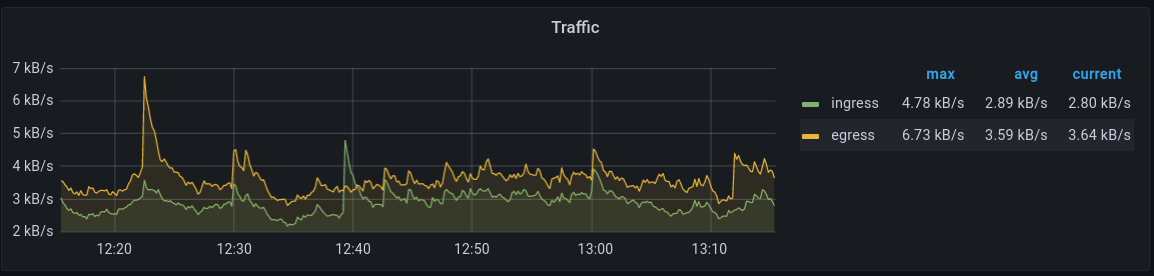 Traffic
7 kB/s
6 kB/s
5 kB/s
4 kB/s
3 kB/s
2 kB/s
12:20 12:30 12:40 12:50 13:00 13:10
max avg current
ingress 4.78 kB/s 2.89 kB/s 2.80 kB/s
egress 6.73 kB/s 3.59 kB/s 3.64 kB/s